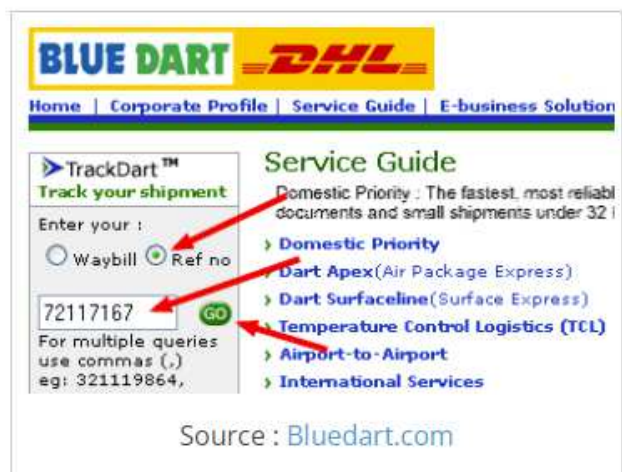 BLUE DART DHL
Home | Corporate Profile | Service Guide | E-business Solution
TrackDart™
Track your shipment
Enter your :
Waybill Ref no
72117167 GO
For multiple queries
use commas (,)
eg: 321119864,
Service Guide
Domestic Priority : The fastest, most reliabl
documents and small shipments under 32
Domestic Priority
Dart Apex(Air Package Express)
Dart Surfaceline(Surface Express)
Temperature Control Logistics (TCL)
Airport-to-Airport
International Services
Source : Bluedart.com